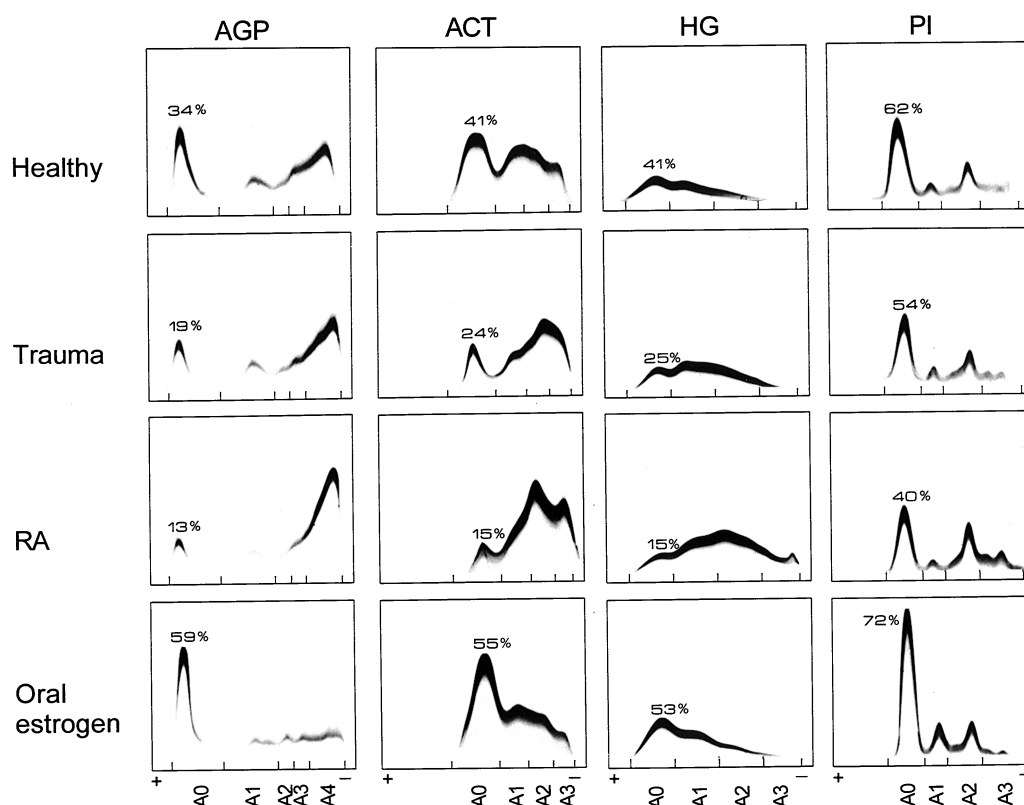 AGP ACT HG PI
Healthy 34% 41% 41% 62%
Trauma 19% 24% 25% 54%
RA 13% 15% 15% 40%
Oral estrogen 59% 55% 53% 72%
+ − + − + − +
A0 A1 A2 A3 A4 A0 A1 A2 A3 A0 A1 A2 A3 A0 A1 A2 A3